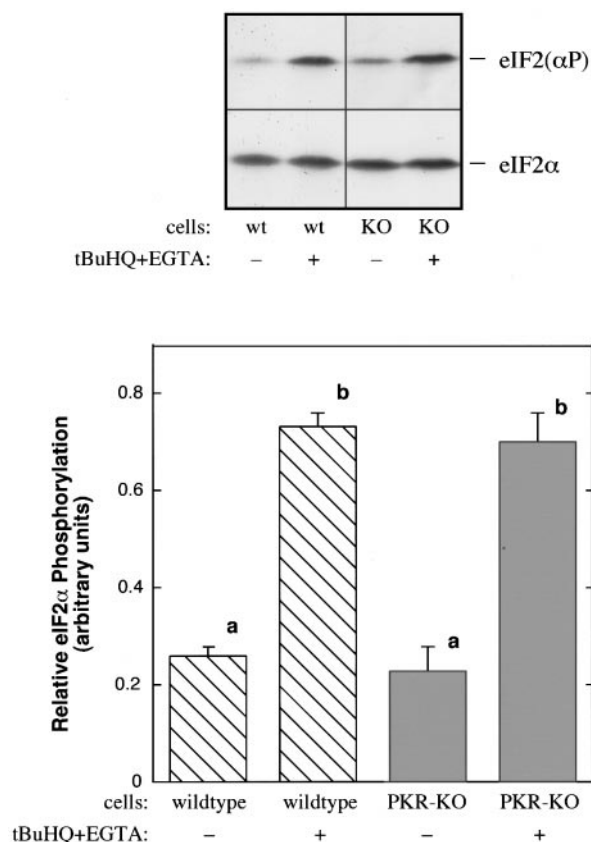 eIF2(αP)
eIF2α
cells: wt wt KO KO
tBuHQ+EGTA: – + – +
Relative eIF2α Phosphorylation
(arbitrary units)
0.8
0.6
0.4
0.2
0
a
b
a
b
cells: wildtype wildtype PKR-KO PKR-KO
tBuHQ+EGTA: – + – +